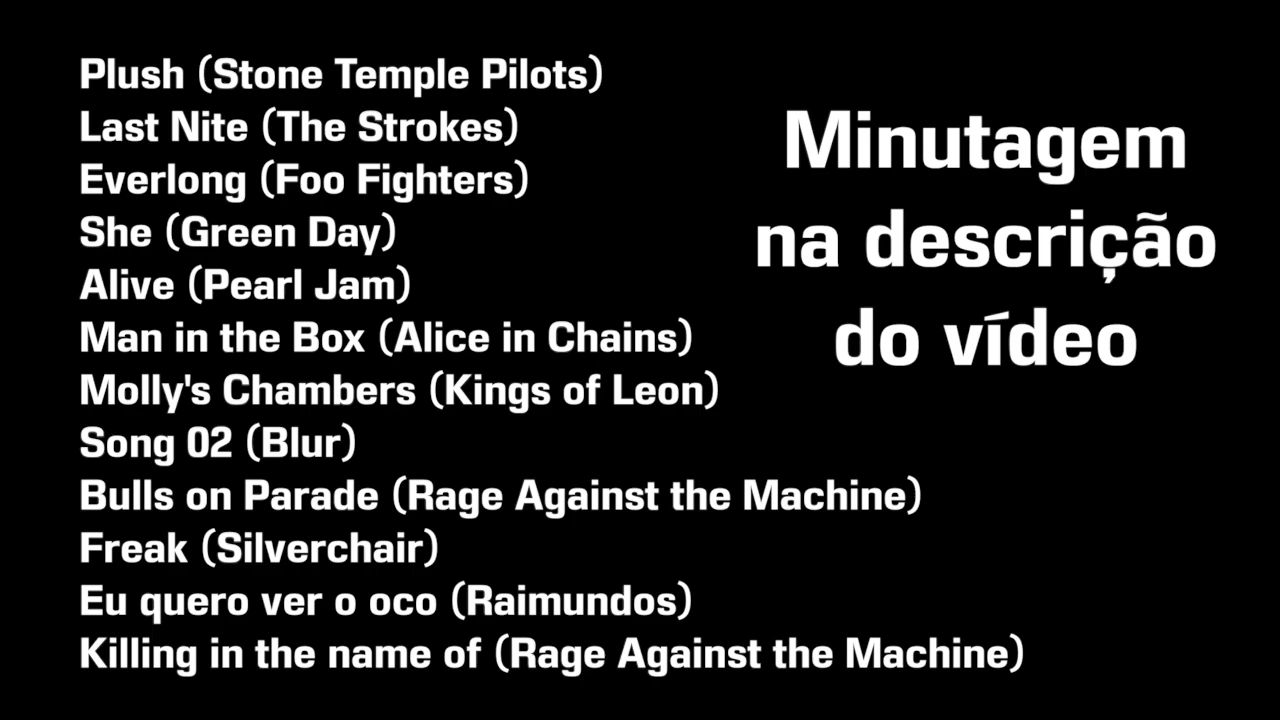 Plush (Stone Temple Pilots)
Last Nite (The Strokes)
Everlong (Foo Fighters)
She (Green Day)
Alive (Pearl Jam)
Man in the Box (Alice in Chains)
Molly's Chambers (Kings of Leon)
Song 02 (Blur)
Bulls on Parade (Rage Against the Machine)
Freak (Silverchair)
Eu quero ver o oco (Raimundos)
Killing in the name of (Rage Against the Machine)
Minutagem
na descrição
do vídeo